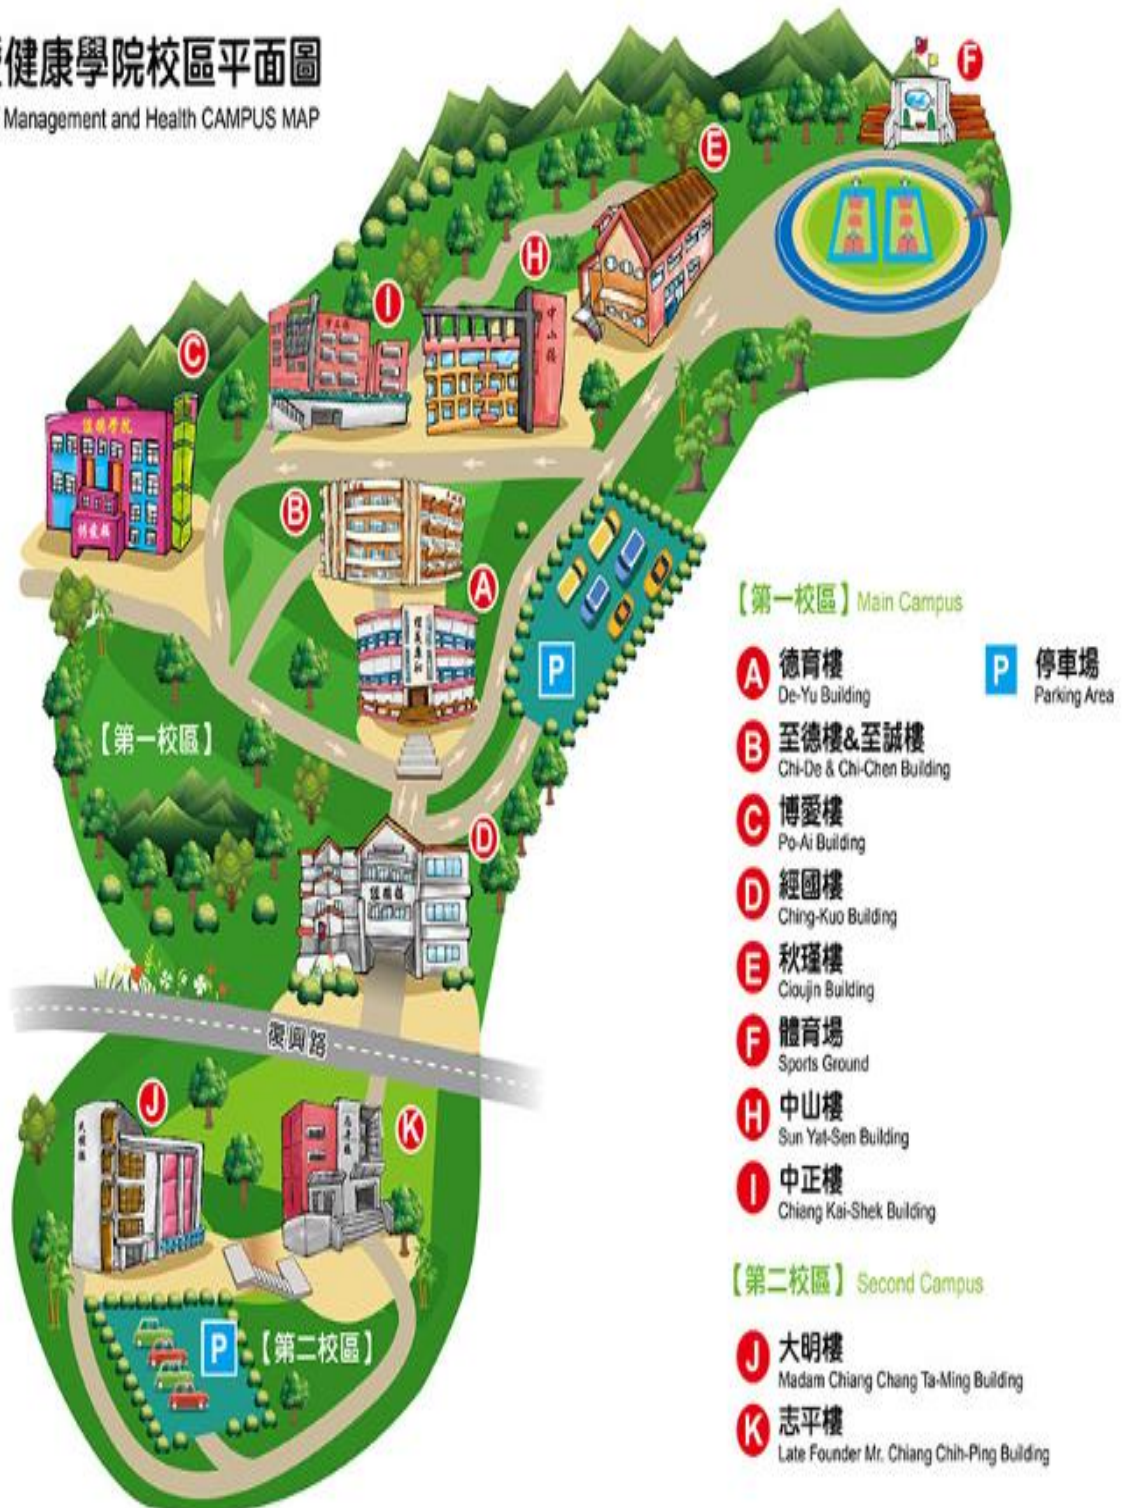 健康學院校區平面圖
Management and Health CAMPUS MAP
F
E
H
I
C
中山樓
B
A
P
【第一校區】
D
復興路
J
K
大明樓
P
【第二校區】
【第一校區】 Main Campus
A 德育樓
De-Yu Building
P 停車場
Parking Area
B 至德樓&至誠樓
Chi-De & Chi-Chen Building
C 博愛樓
Po-Ai Building
D 經國樓
Ching-Kuo Building
E 秋瑾樓
Cioujin Building
F 體育場
Sports Ground
H 中山樓
Sun Yat-Sen Building
I 中正樓
Chiang Kai-Shek Building
【第二校區】 Second Campus
J 大明樓
Madam Chiang Chang Ta-Ming Building
K 志平樓
Late Founder Mr. Chiang Chih-Ping Building